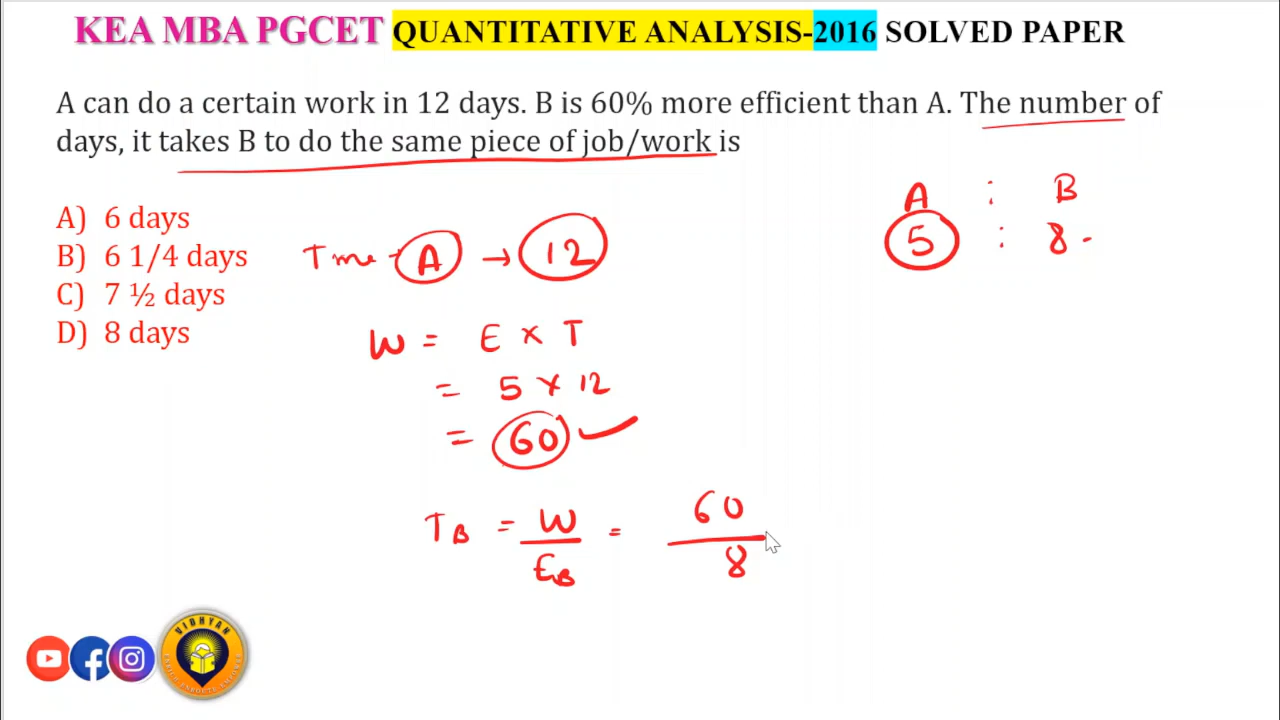 KEA MBA PGCET QUANTITATIVE ANALYSIS-2016 SOLVED PAPER
A can do a certain work in 12 days. B is 60% more efficient than A. The number of
days, it takes B to do the same piece of job/work is
A) 6 days
B) 6 1/4 days
C) 7 ½ days
D) 8 days
A : B
5 : 8
Time - A → 12
W = E × T
= 5 × 12
= 60 ✓
T_B = W/E_B = 60/8
VIDHYAN